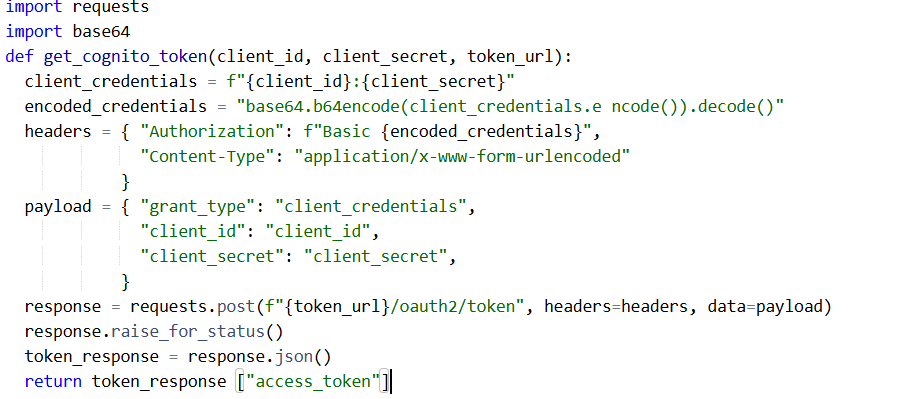 import requests
import base64
def get_cognito_token(client_id, client_secret, token_url):
  client_credentials = f"{client_id}:{client_secret}"
  encoded_credentials = "base64.b64encode(client_credentials.e ncode()).decode()"
  headers = { "Authorization": f"Basic {encoded_credentials}",
              "Content-Type": "application/x-www-form-urlencoded"
            }
  payload = { "grant_type": "client_credentials",
              "client_id": "client_id",
              "client_secret": "client_secret",
            }
  response = requests.post(f"{token_url}/oauth2/token", headers=headers, data=payload)
  response.raise_for_status()
  token_response = response.json()
  return token_response ["access_token"]